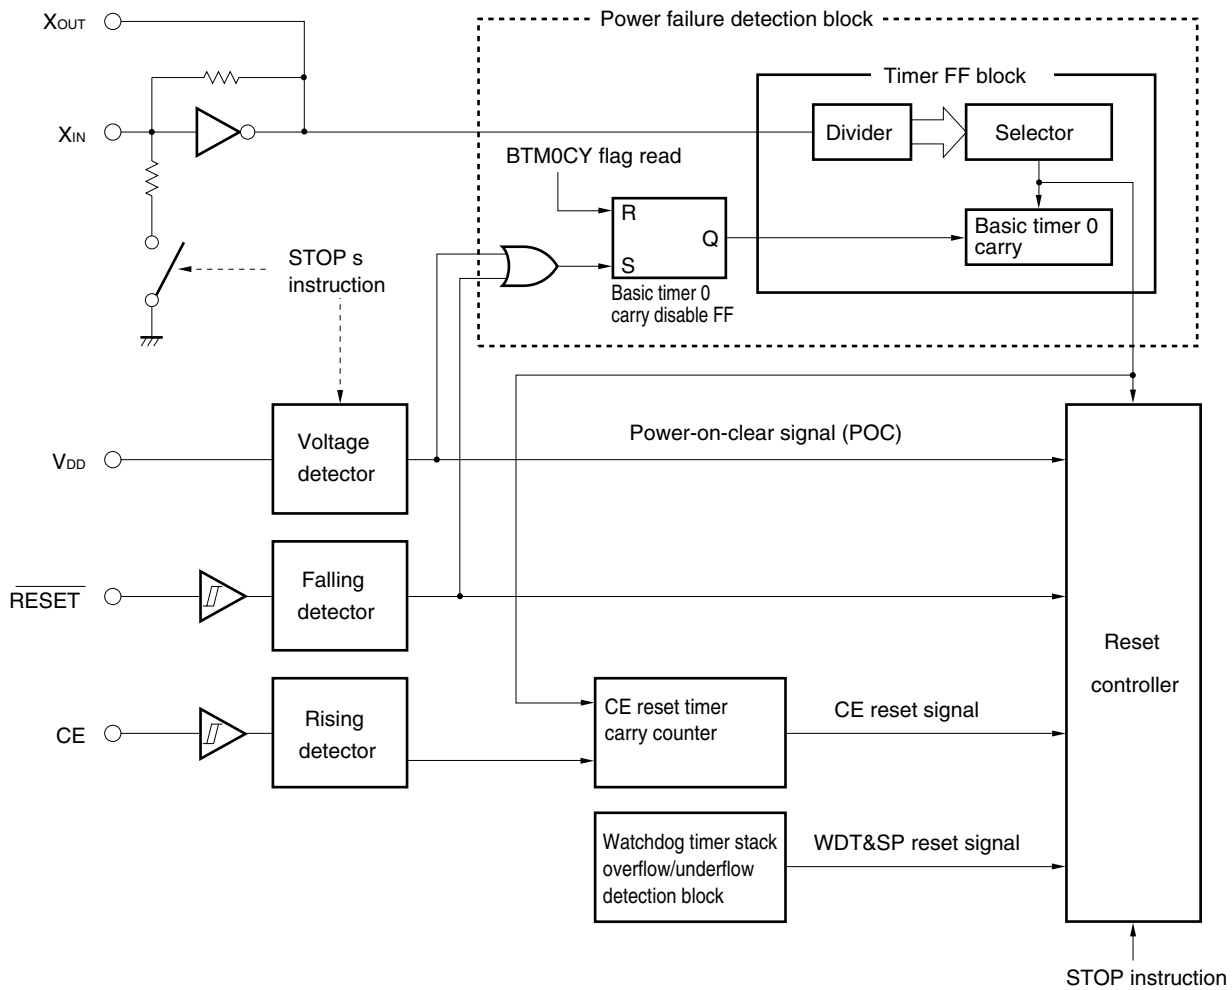 XOUT
Power failure detection block
Timer FF block
XIN
Divider
Selector
BTM0CY flag read
R
Q
S
Basic timer 0
carry
Basic timer 0
carry disable FF
STOP s
instruction
Voltage
detector
VDD
Power-on-clear signal (POC)
RESET
Falling
detector
Reset
controller
CE
Rising
detector
CE reset timer
carry counter
CE reset signal
Watchdog timer stack
overflow/underflow
detection block
WDT&SP reset signal
STOP instruction